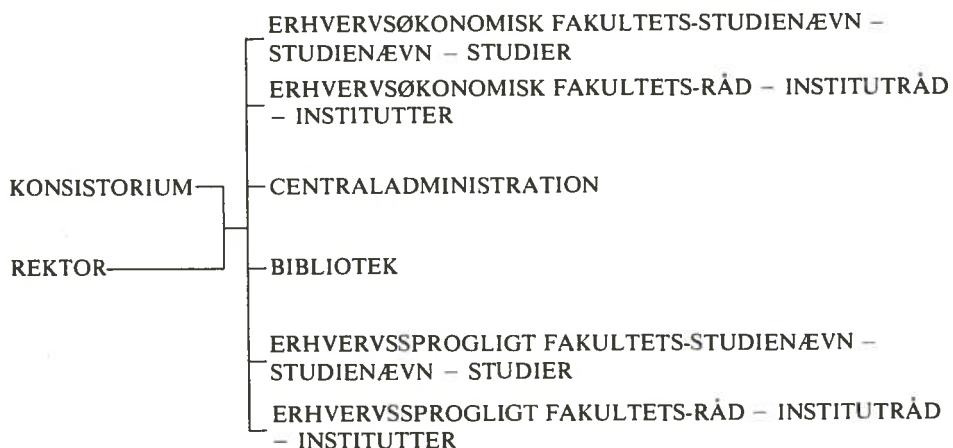 ERHVERVSØKONOMISK FAKULTETS-STUDIENÆVN –
STUDIENÆVN – STUDIER
ERHVERVSØKONOMISK FAKULTETS-RÅD – INSTITUTRÅD
– INSTITUTTER
KONSISTORIUM
CENTRALADMINISTRATION
REKTOR
BIBLIOTEK
ERHVERVSSPROGLIGT FAKULTETS-STUDIENÆVN –
STUDIENÆVN – STUDIER
ERHVERVSSPROGLIGT FAKULTETS-RÅD – INSTITUTRÅD
– INSTITUTTER